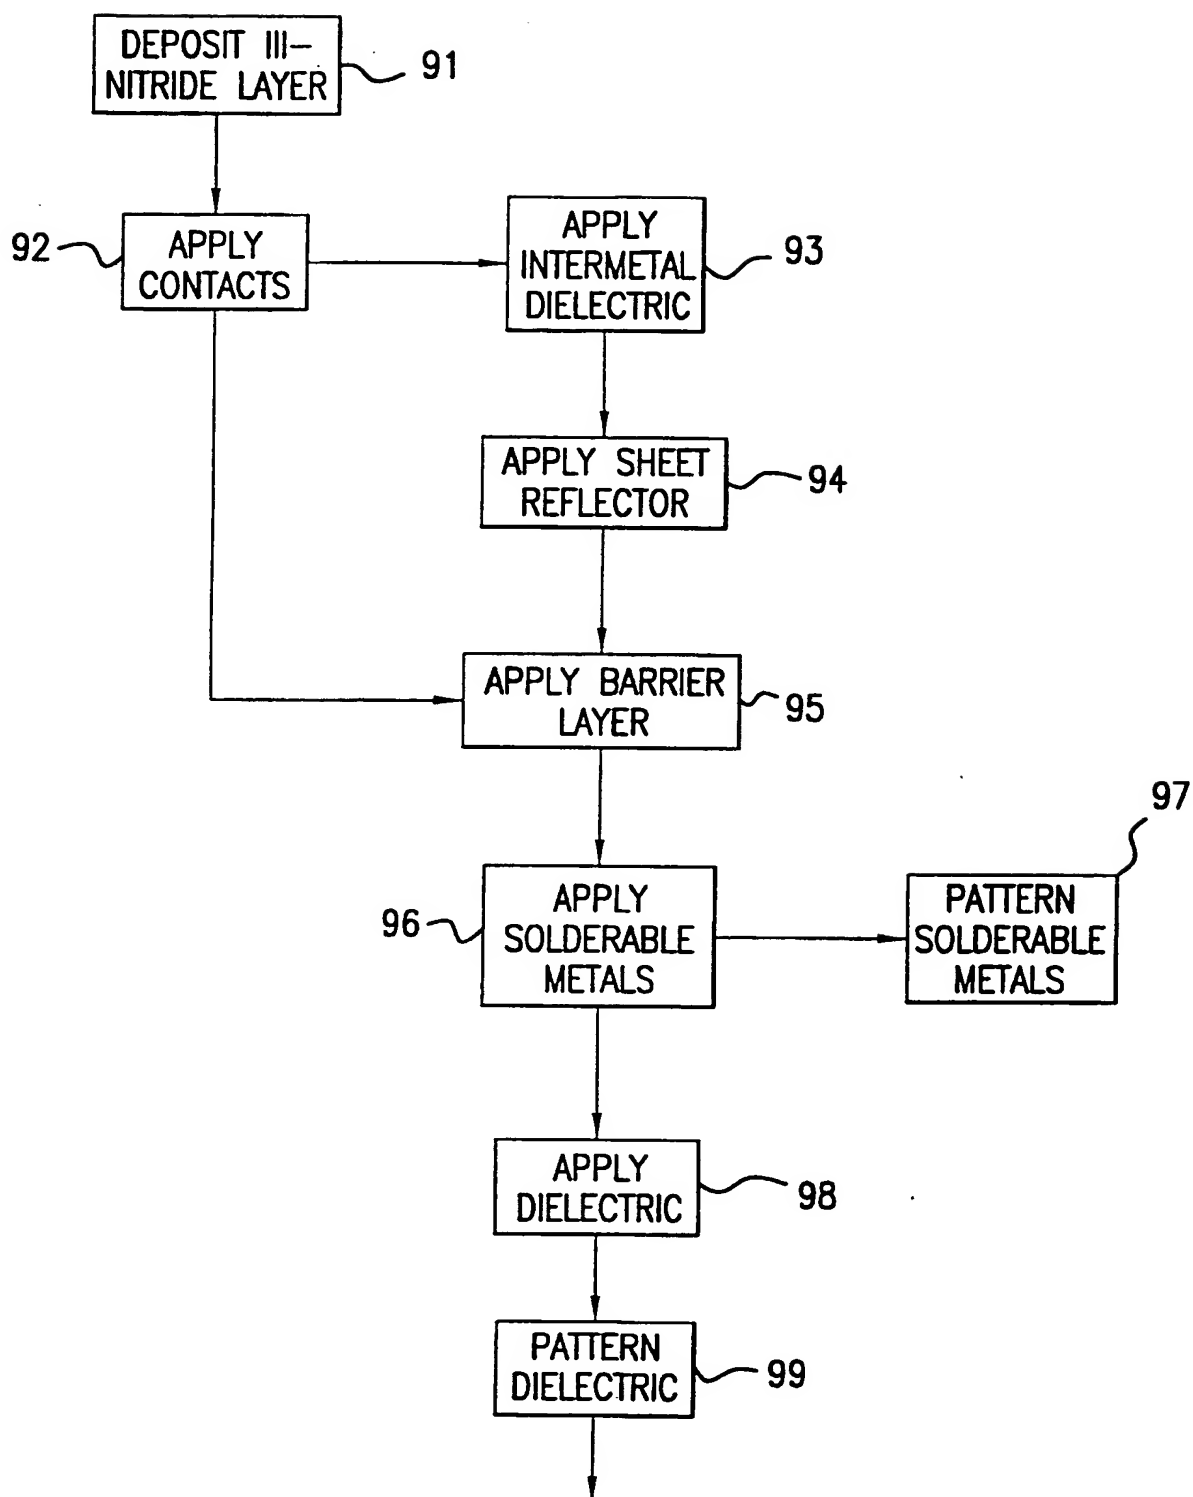 DEPOSIT III-
NITRIDE LAYER
91
92
APPLY
CONTACTS
APPLY
INTERMETAL
DIELECTRIC
93
APPLY SHEET
REFLECTOR
94
APPLY BARRIER
LAYER
95
97
96
APPLY
SOLDERABLE
METALS
PATTERN
SOLDERABLE
METALS
APPLY
DIELECTRIC
98
PATTERN
DIELECTRIC
99